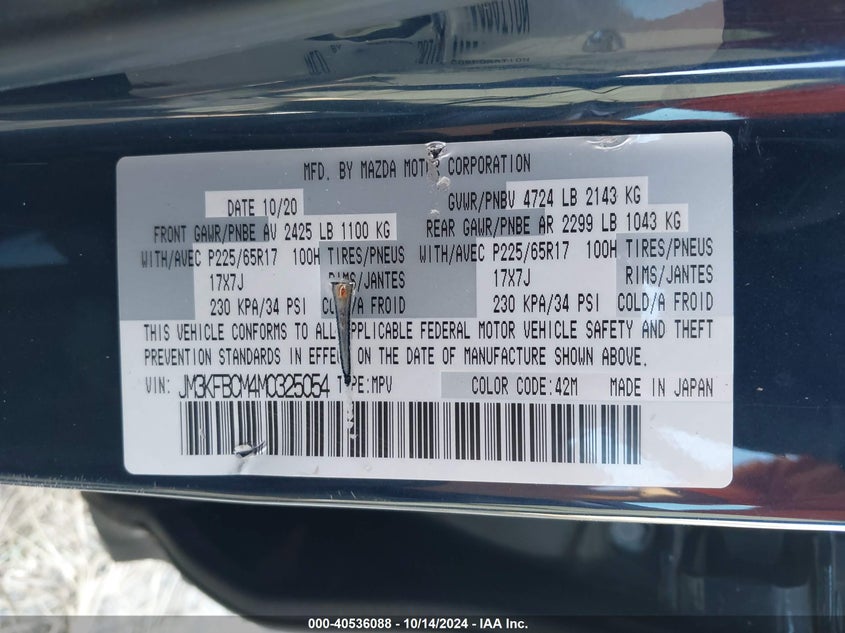 MFD. BY MAZDA MOTOR CORPORATION
DATE 10/20 GVWR/PNBV 4724 LB 2143 KG
FRONT GAWR/PNBE AV 2425 LB 1100 KG REAR GAWR/PNBE AR 2299 LB 1043 KG
WITH/AVEC P225/65R17 100H TIRES/PNEUS WITH/AVEC P225/65R17 100H TIRES/PNEUS
17X7J RIMS/JANTES 17X7J RIMS/JANTES
230 KPA/34 PSI COLD/A FROID 230 KPA/34 PSI COLD/A FROID
THIS VEHICLE CONFORMS TO ALL APPLICABLE FEDERAL MOTOR VEHICLE SAFETY AND THEFT
PREVENTION STANDARDS IN EFFECT ON THE DATE OF MANUFACTURE SHOWN ABOVE.
VIN: JM3KFBCM4M0325054 TYPE:MPV COLOR CODE:42M MADE IN JAPAN
000-40536088 - 10/14/2024 - IAA Inc.